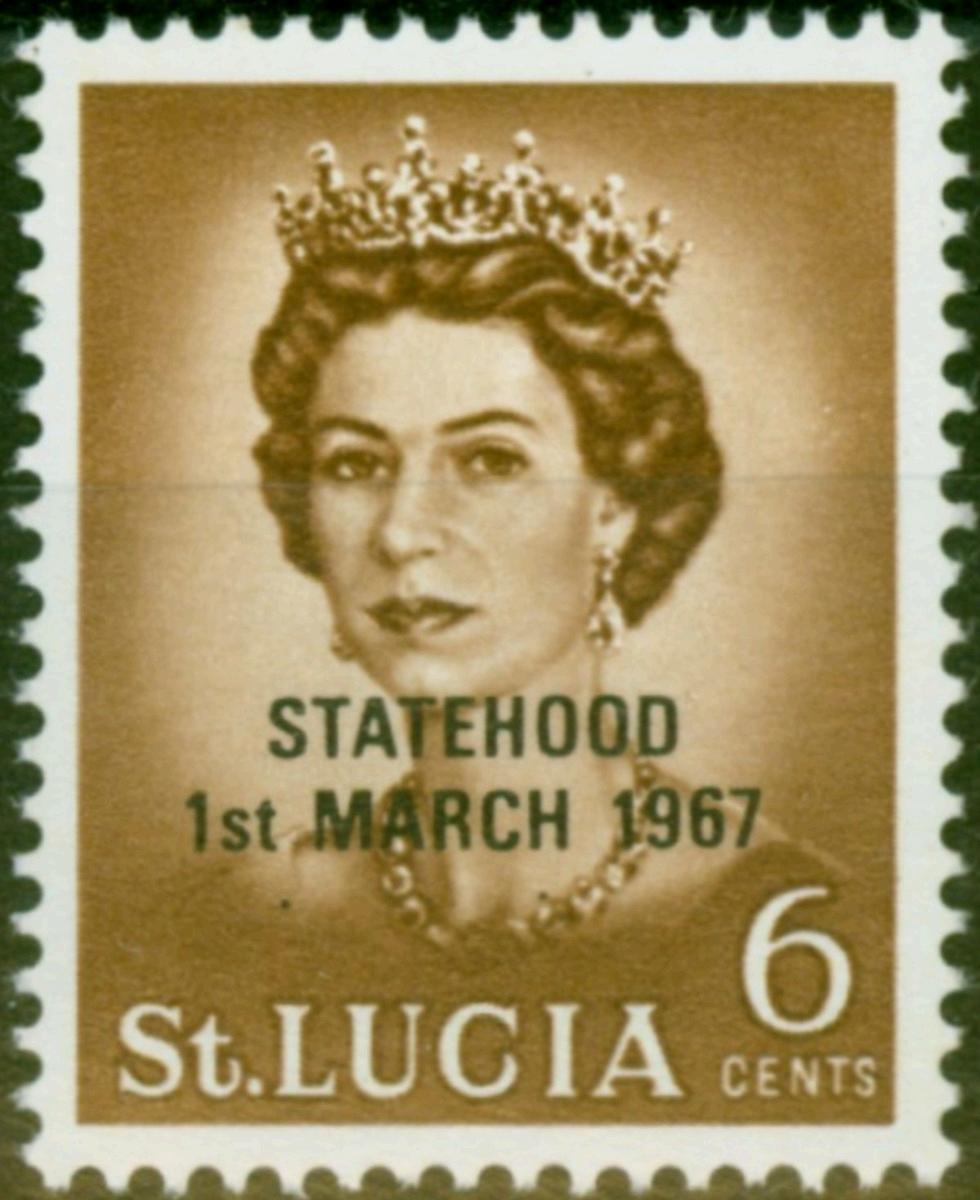 STATEHOOD
1st MARCH 1967
6
St. LUCIA CENTS